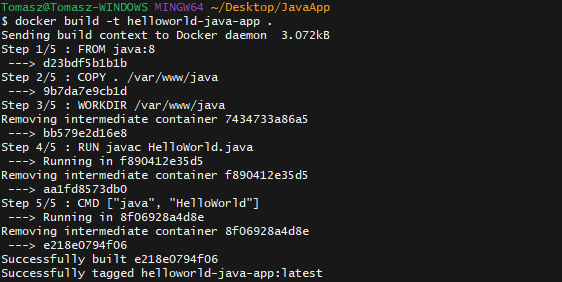 Tomasz@Tomasz-WINDOWS MINGW64 ~/Desktop/JavaApp
$ docker build -t helloworld-java-app .
Sending build context to Docker daemon  3.072kB
Step 1/5 : FROM java:8
 ---> d23bdf5b1b1b
Step 2/5 : COPY . /var/www/java
 ---> 9b7da7e9cb1d
Step 3/5 : WORKDIR /var/www/java
Removing intermediate container 7434733a86a5
 ---> bb579e2d16e8
Step 4/5 : RUN javac HelloWorld.java
 ---> Running in f890412e35d5
Removing intermediate container f890412e35d5
 ---> aa1fd8573db0
Step 5/5 : CMD ["java", "HelloWorld"]
 ---> Running in 8f06928a4d8e
Removing intermediate container 8f06928a4d8e
 ---> e218e0794f06
Successfully built e218e0794f06
Successfully tagged helloworld-java-app:latest